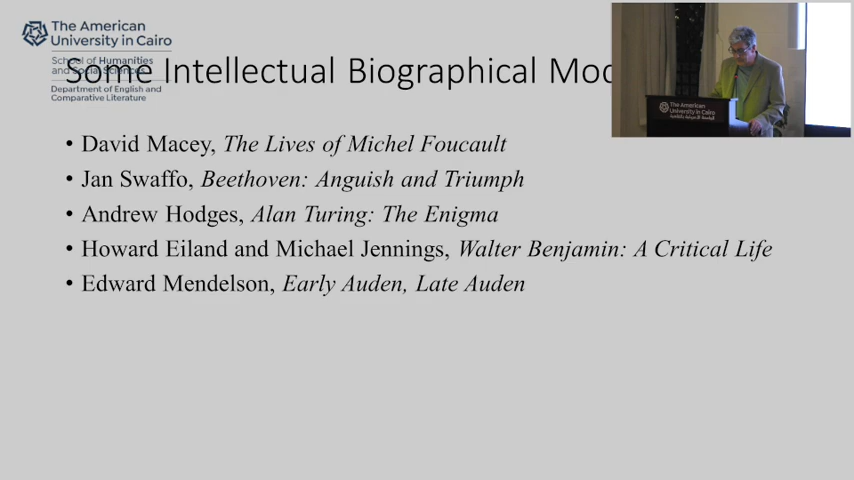 The American
University in Cairo
School of Humanities
and Social Sciences
Department of English and
Comparative Literature
Some Intellectual Biographical
• David Macey, The Lives of Michel Foucault
• Jan Swaffo, Beethoven: Anguish and Triumph
• Andrew Hodges, Alan Turing: The Enigma
• Howard Eiland and Michael Jennings, Walter Benjamin: A Critical Life
• Edward Mendelson, Early Auden, Late Auden
The American
University in Cairo